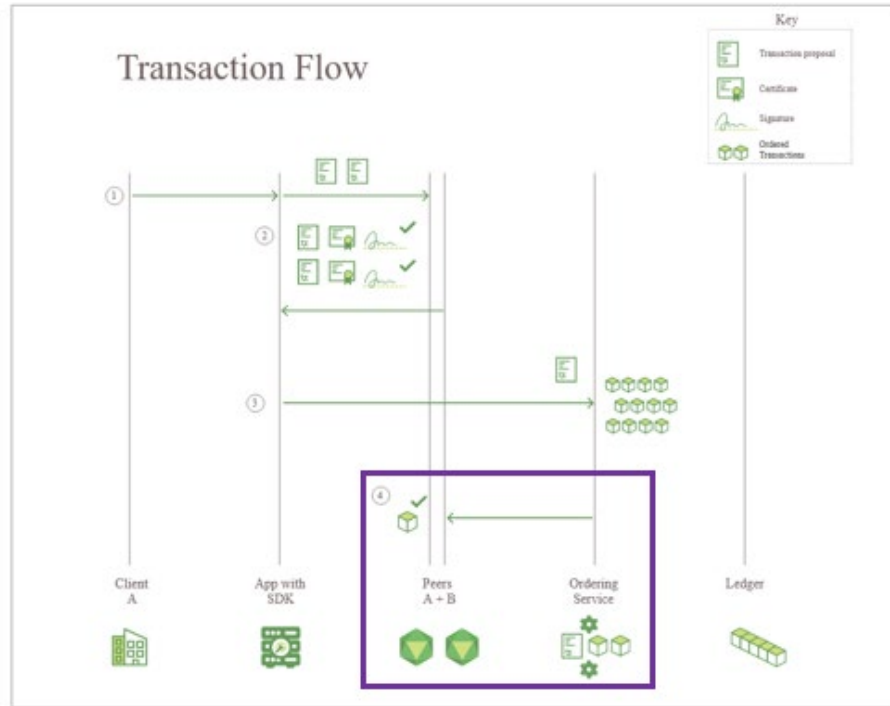 Key
Transaction proposal
Certificate
Signature
Ordered
Transactions
Transaction Flow
1
2
3
4
Client
A
App with
SDK
Peers
A + B
Ordering
Service
Ledger